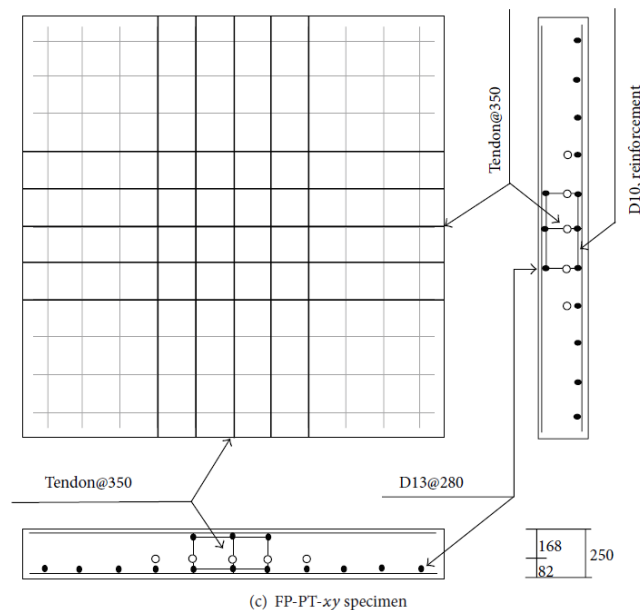 Tendon@350
D10, reinforcement
Tendon@350
D13@280
168
82
250
(c) FP-PT-xy specimen